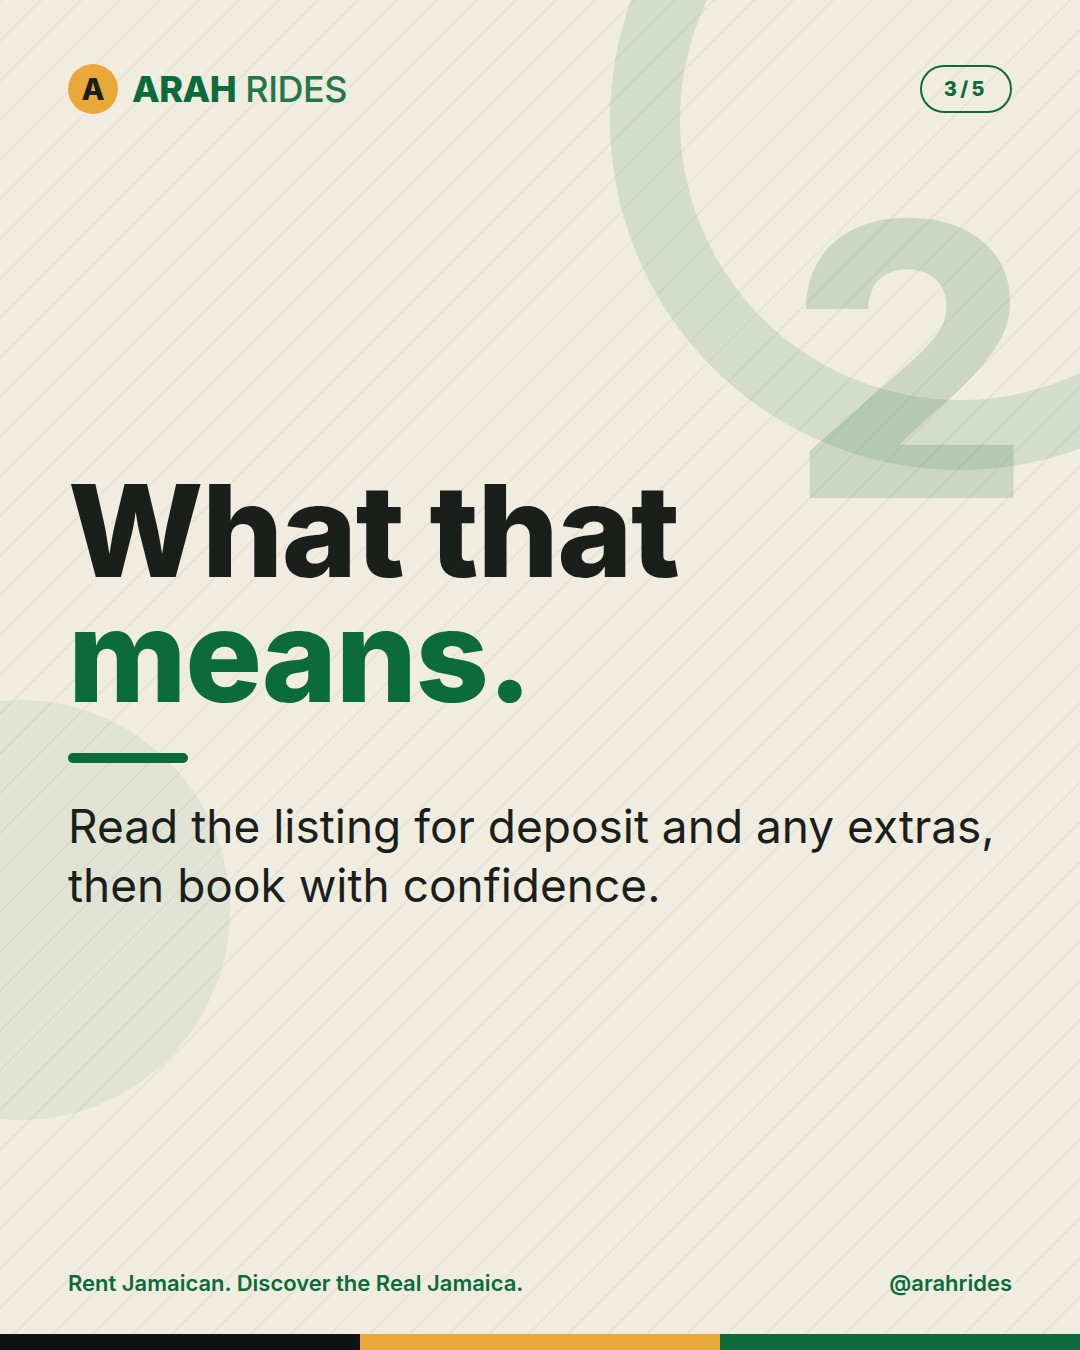 A ARAH RIDES
3/5
2
What that
means.
Read the listing for deposit and any extras,
then book with confidence.
Rent Jamaican. Discover the Real Jamaica.
@arahrides